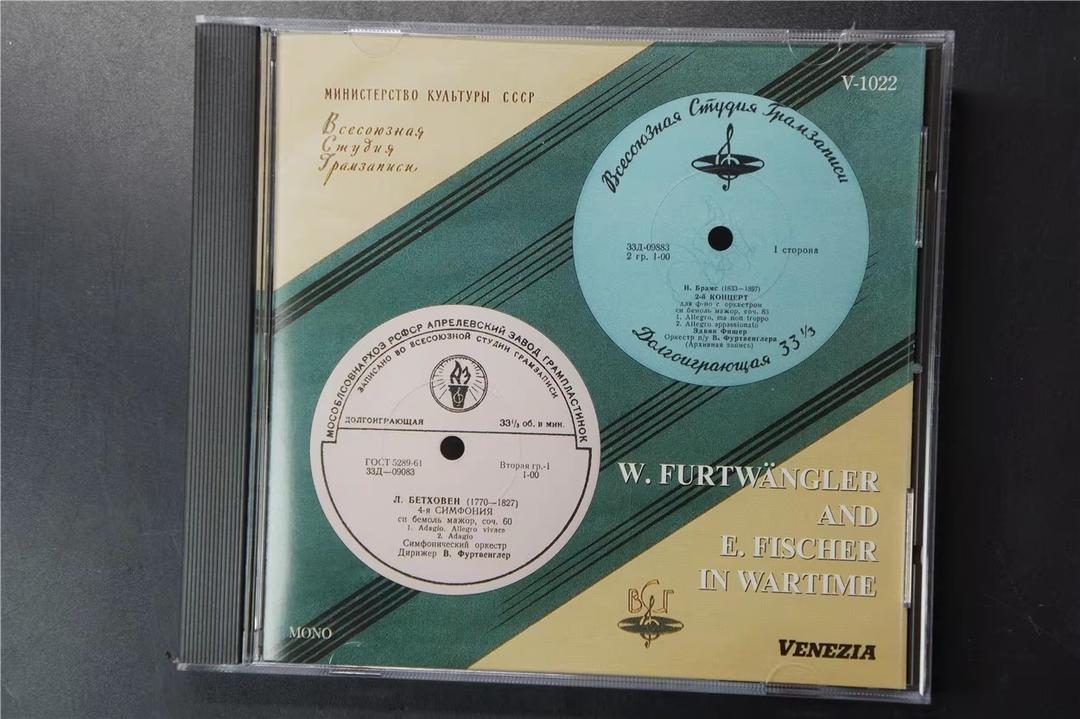 МИНИСТЕРСТВО КУЛЬТУРЫ СССР
Всесоюзная
Студия
Грамзаписи
V-1022
Всесоюзная Студия Грамзаписи
33Д-09883
2 гр. 1-00
1 сторона
И. Брамс (1833—1897)
2-й КОНЦЕРТ
для ф-но с оркестром
си бемоль мажор, соч. 83
1. Allegro, ma non troppo
2. Allegro appassionato
Эдвин Фишер
Оркестр п/у В. Фуртвенглера
(Архивная запись)
Долгоиграющая 33 1/3
МОСОБЛСОВНАРХОЗ РСФСР АПРЕЛЕВСКИЙ ЗАВОД ГРАМПЛАСТИНОК
ЗАПИСАНО ВО ВСЕСОЮЗНОЙ СТУДИИ ГРАМЗАПИСИ
ДОЛГОИГРАЮЩАЯ
33 1/3 об. в мин.
ГОСТ 5289-61
33Д—09083
Вторая гр.-1
1-00
Л. БЕТХОВЕН (1770—1827)
4-я СИМФОНИЯ
си бемоль мажор, соч. 60
1. Adagio. Allegro vivace
2. Adagio
Симфонический оркестр
Дирижер В. Фуртвенглер
W. FURTWÄNGLER
AND
E. FISCHER
IN WARTIME
ВСГ
MONO
VENEZIA